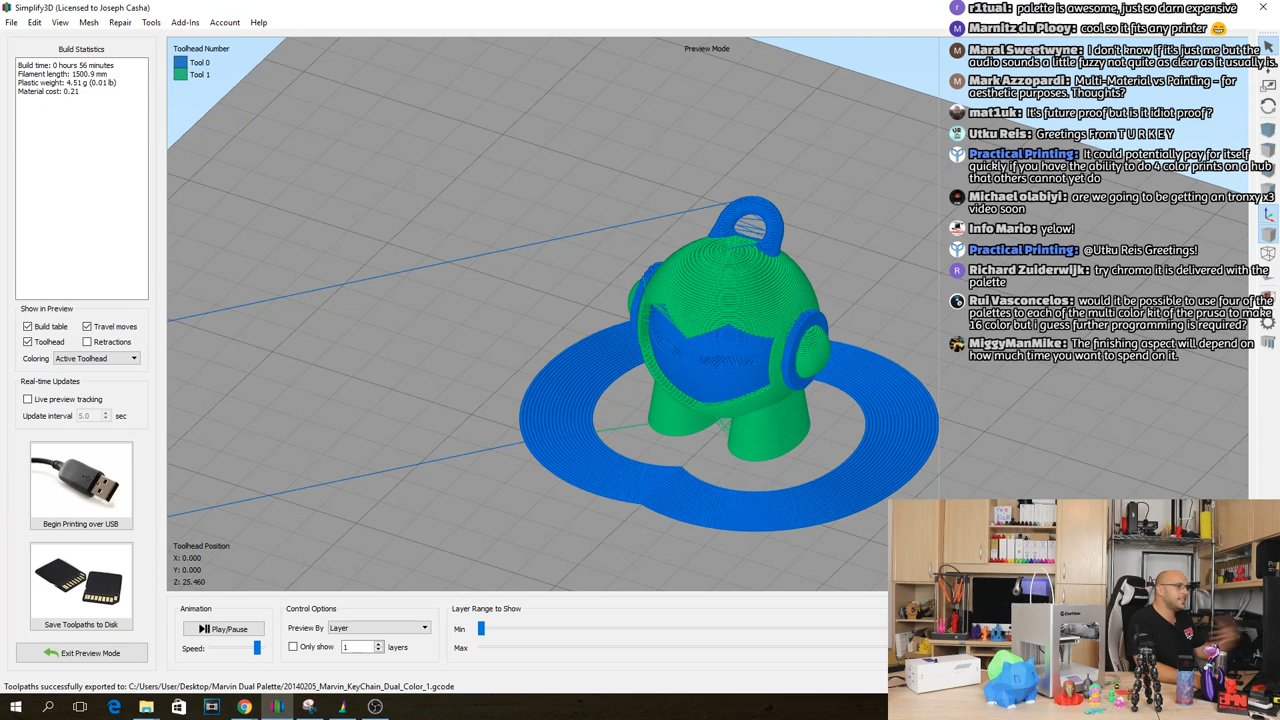 Simplify3D (Licensed to Joseph Casha)
File Edit View Mesh Repair Tools Add-Ins Account Help
Build Statistics
Build time: 0 hours 56 minutes
Filament length: 1500.9 mm
Plastic weight: 4.51 g (0.01 lb)
Material cost: 0.21
Show in Preview
Build table
Travel moves
Toolhead
Retractions
Coloring
Active Toolhead
Real-time Updates
Live preview tracking
Update interval 5.0 sec
Begin Printing over USB
Save Toolpaths to Disk
Exit Preview Mode
Toolhead Number
Tool 0
Tool 1
Preview Mode
Toolhead Position
X: 0.000
Y: 0.000
Z: 25.460
Animation
Play/Pause
Speed:
Control Options
Preview By Layer
Only show 1 layers
Layer Range to Show
Min
Max
Toolpaths successfully exported to: C:/Users/User/Desktop/Marvin Dual Palette/20140205_Marvin_KeyChain_Dual_Color_1.gcode
r1tual: palette is awesome, just so darn expensive
Marnitz du Plooy: cool so it fits any printer 😁
Maral Sweetwyne: I don't know if it's just me but the
audio sounds a little fuzzy not quite as clear as it usually is.
Mark Azzopardi: Multi-Material vs Painting - for
aesthetic purposes. Thoughts?
mat1uk: It's future proof but is it idiot proof?
Utku Reis: Greetings From T U R K E Y
Practical Printing: It could potentially pay for itself
quickly if you have the ability to do 4 color prints on a hub
that others cannot yet do
Michael olabiyi: are we going to be getting an tronxy x3
video soon
Info Mario: yelow!
Practical Printing: @Utku Reis Greetings!
Richard Zuiderwijk: try chroma it is delivered with the
palette
Rui Vasconcelos: would it be possible to use four of the
palettes to each of the multi color kit of the prusa to make
16 color but i guess further programming is required?
MiggyManMike: The finishing aspect will depend on
how much time you want to spend on it.